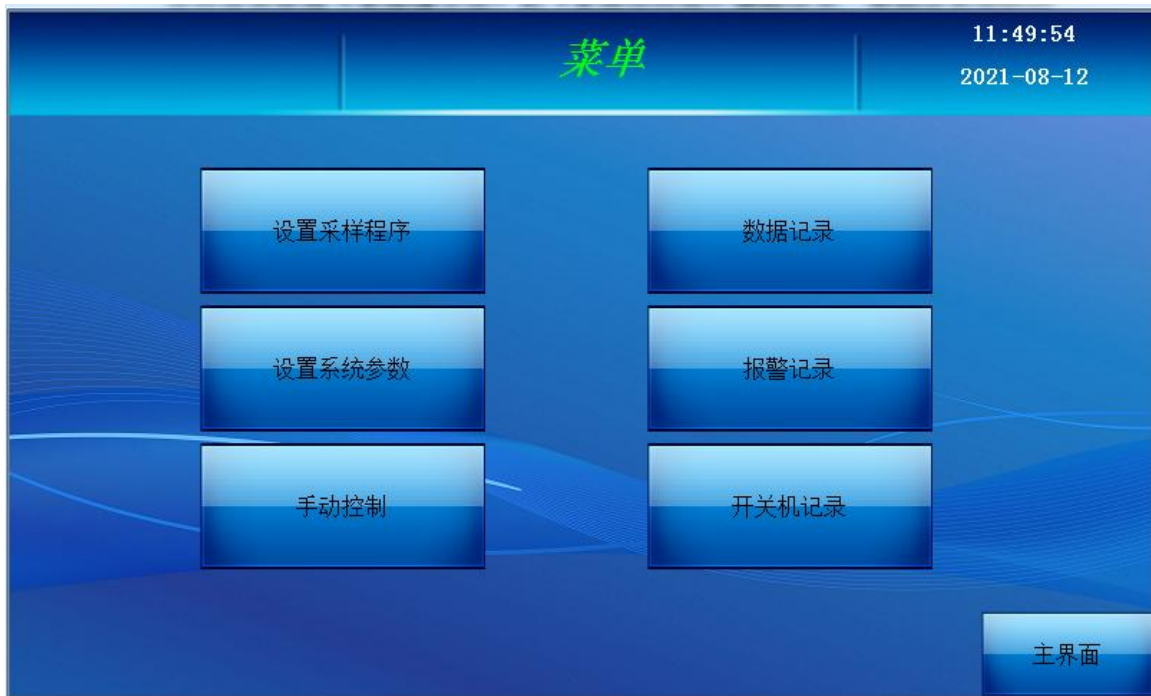 菜单
11:49:54
2021-08-12
设置采样程序
数据记录
设置系统参数
报警记录
手动控制
开关机记录
主界面